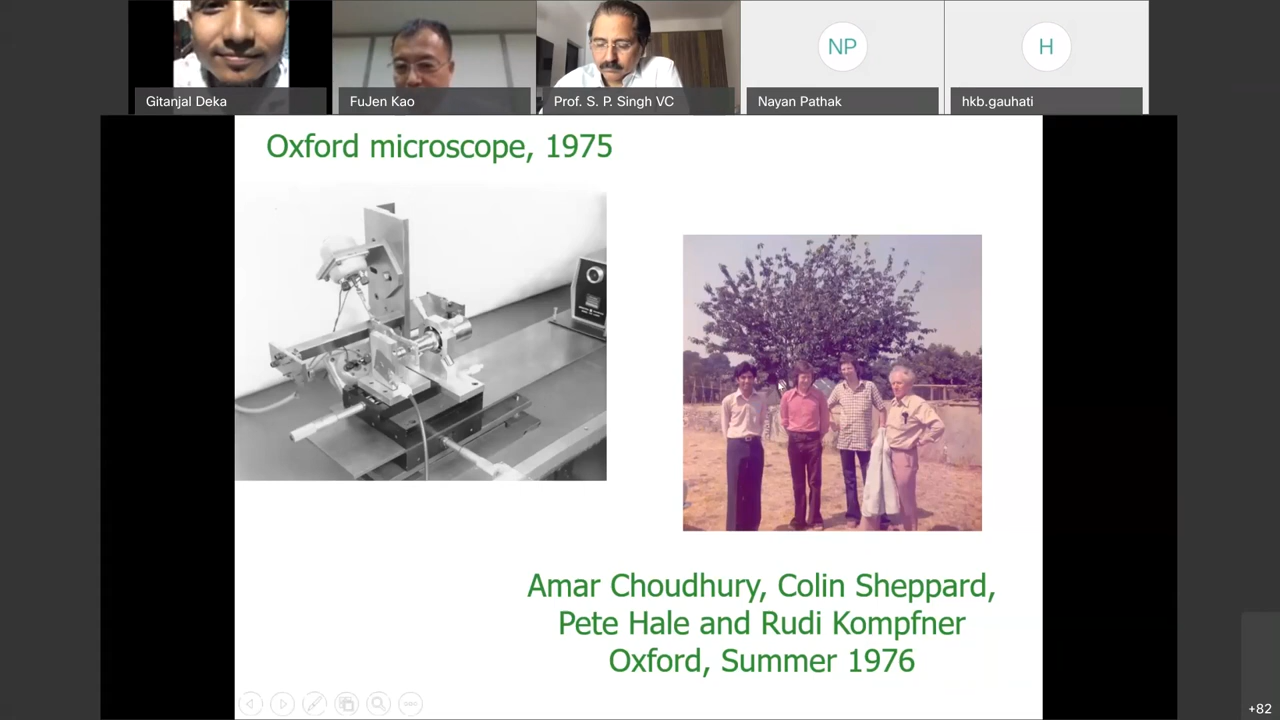 Gitanjal Deka
FuJen Kao
Prof. S. P. Singh VC
NP
Nayan Pathak
H
hkb.gauhati
Oxford microscope, 1975
Amar Choudhury, Colin Sheppard,
Pete Hale and Rudi Kompfner
Oxford, Summer 1976
+82